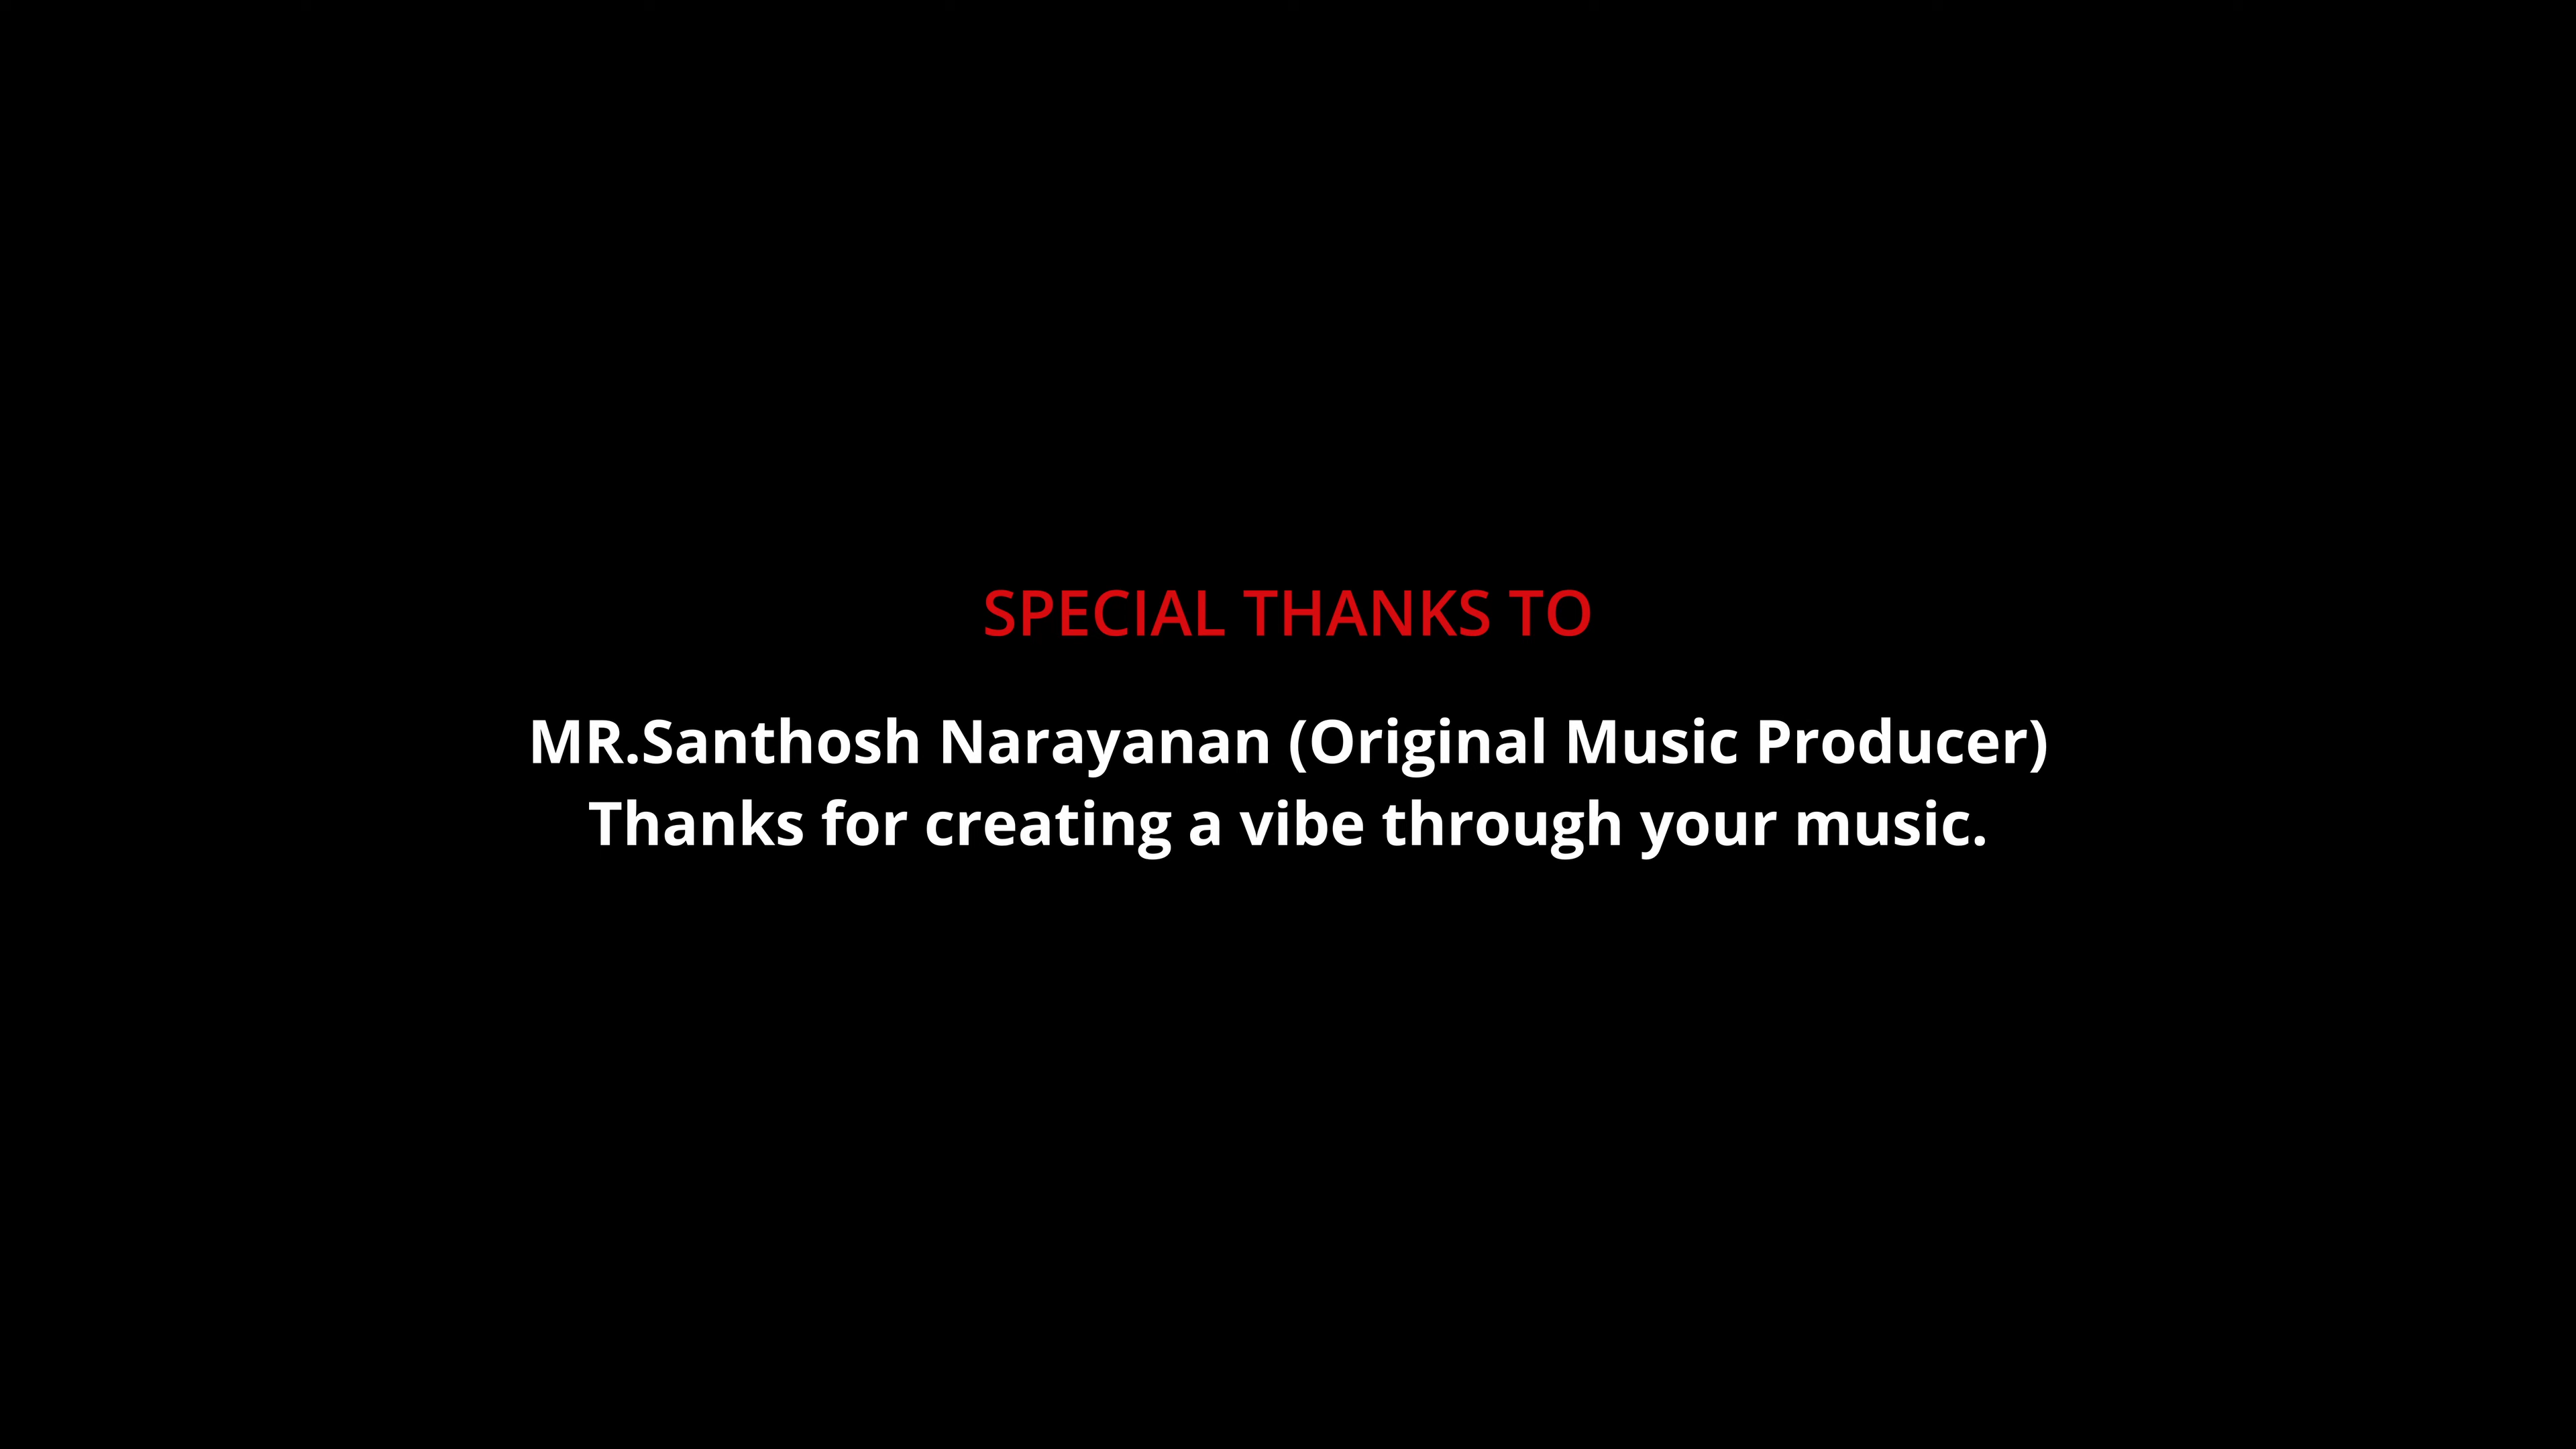 SPECIAL THANKS TO
MR.Santhosh Narayanan (Original Music Producer)
Thanks for creating a vibe through your music.